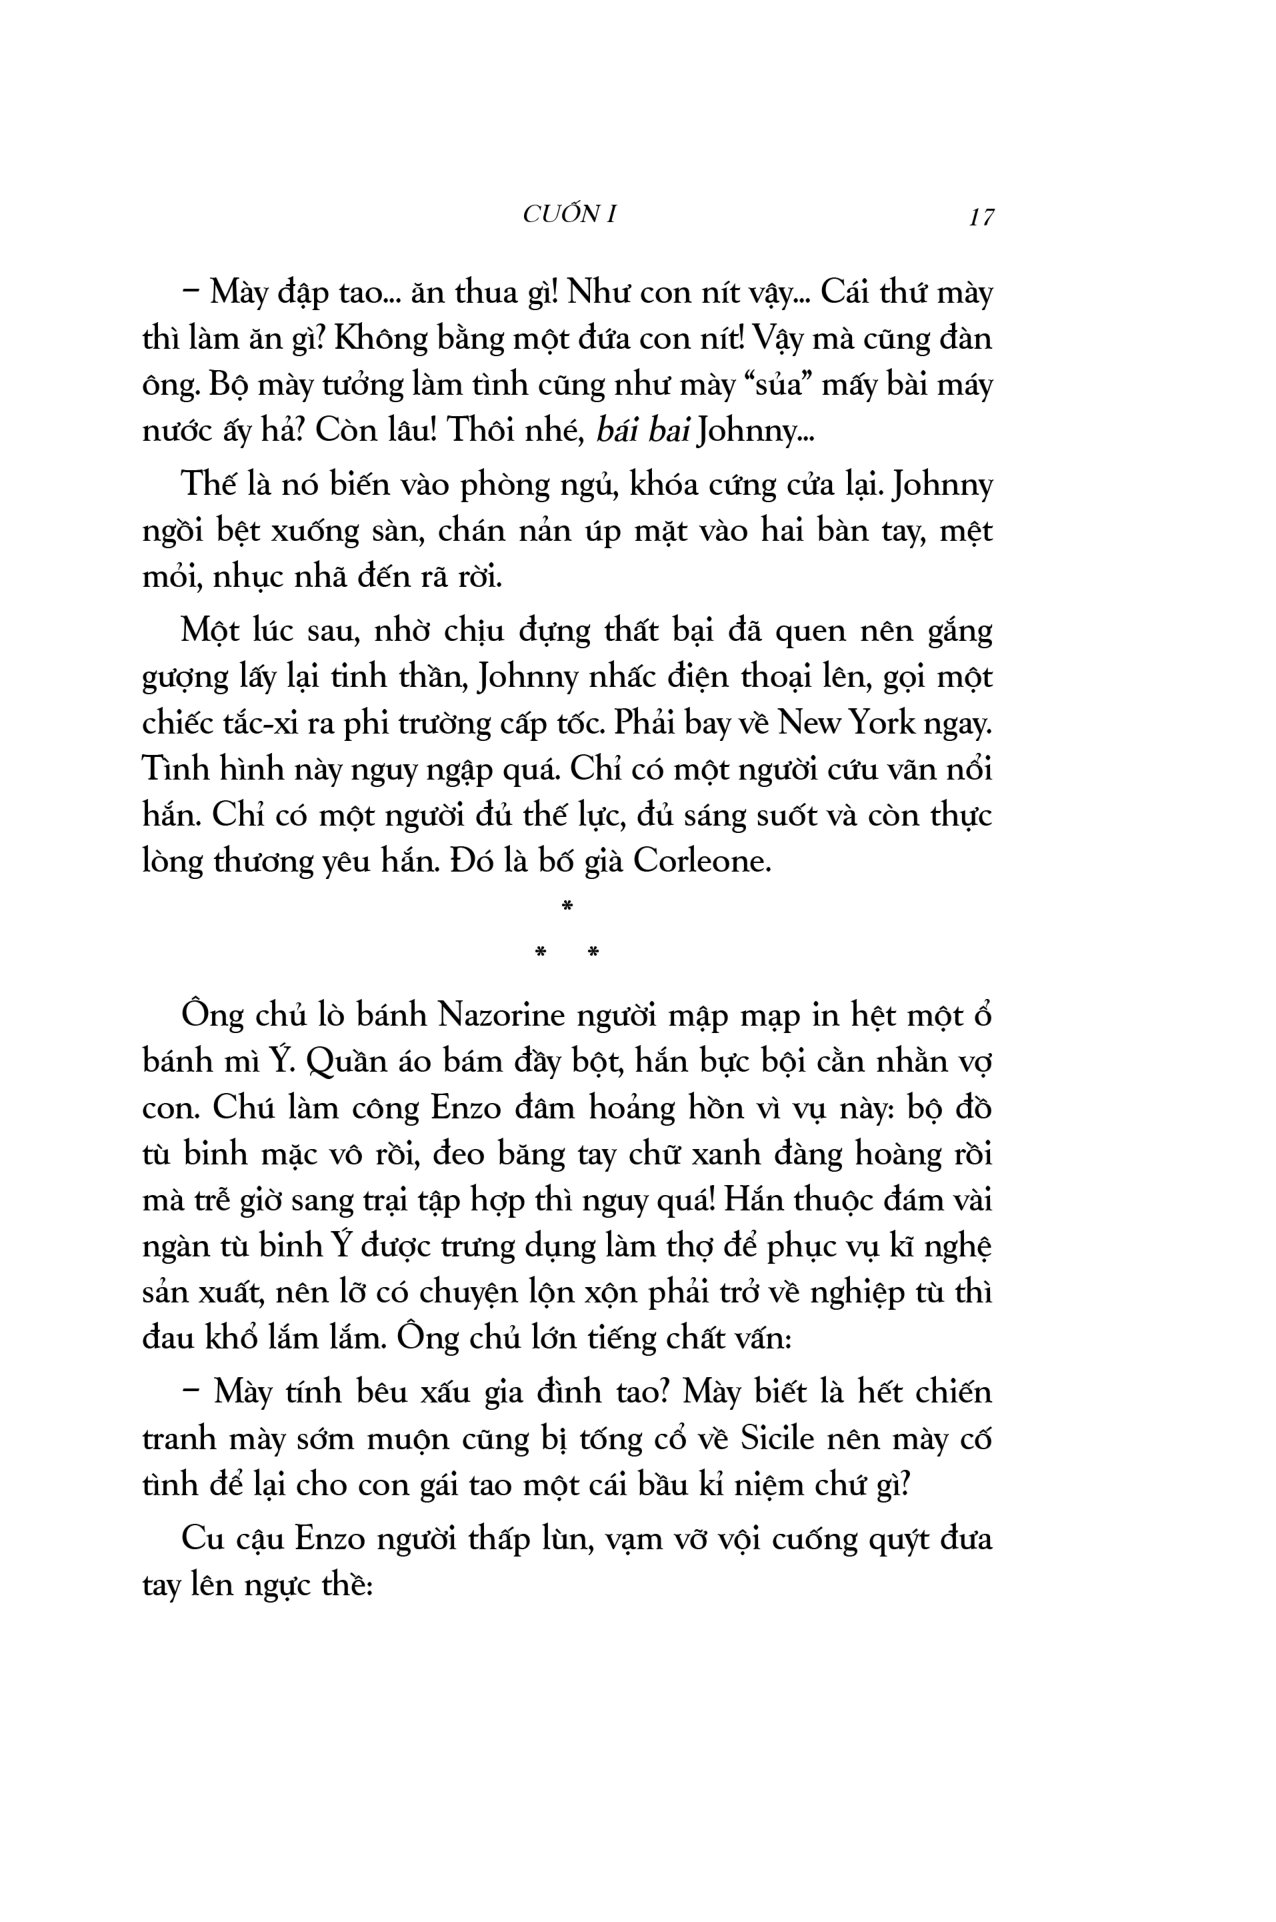 CUỐN I 17
– Mày đập tao... ăn thua gì! Như con nít vậy... Cái thứ mày
thì làm ăn gì? Không bằng một đứa con nít! Vậy mà cũng đàn
ông. Bộ mày tưởng làm tình cũng như mày “sủa” mấy bài máy
nước ấy hả? Còn lâu! Thôi nhé, bái bai Johnny...
Thế là nó biến vào phòng ngủ, khóa cứng cửa lại. Johnny
ngồi bệt xuống sàn, chán nản úp mặt vào hai bàn tay, mệt
mỏi, nhục nhã đến rã rời.
Một lúc sau, nhờ chịu đựng thất bại đã quen nên gắng
gượng lấy lại tinh thần, Johnny nhấc điện thoại lên, gọi một
chiếc tắc-xi ra phi trường cấp tốc. Phải bay về New York ngay.
Tình hình này nguy ngập quá. Chỉ có một người cứu vãn nổi
hắn. Chỉ có một người đủ thế lực, đủ sáng suốt và còn thực
lòng thương yêu hắn. Đó là bố già Corleone.
*
* *
Ông chủ lò bánh Nazorine người mập mạp in hệt một ổ
bánh mì Ý. Quần áo bám đầy bột, hắn bực bội cằn nhằn vợ
con. Chú làm công Enzo đâm hoảng hồn vì vụ này: bộ đồ
tù binh mặc vô rồi, đeo băng tay chữ xanh đàng hoàng rồi
mà trễ giờ sang trại tập hợp thì nguy quá! Hắn thuộc đám vài
ngàn tù binh Ý được trưng dụng làm thợ để phục vụ kĩ nghệ
sản xuất, nên lỡ có chuyện lộn xộn phải trở về nghiệp tù thì
đau khổ lắm lắm. Ông chủ lớn tiếng chất vấn:
– Mày tính bêu xấu gia đình tao? Mày biết là hết chiến
tranh mày sớm muộn cũng bị tống cổ về Sicile nên mày cố
tình để lại cho con gái tao một cái bầu kỉ niệm chứ gì?
Cu cậu Enzo người thấp lùn, vạm vỡ vội cuống quýt đưa
tay lên ngực thề: